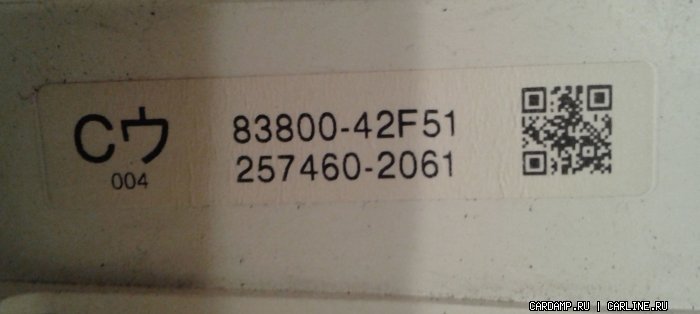 Cウ
004
83800-42F51
257460-2061
CARDAMP.RU | CARLINE.RU